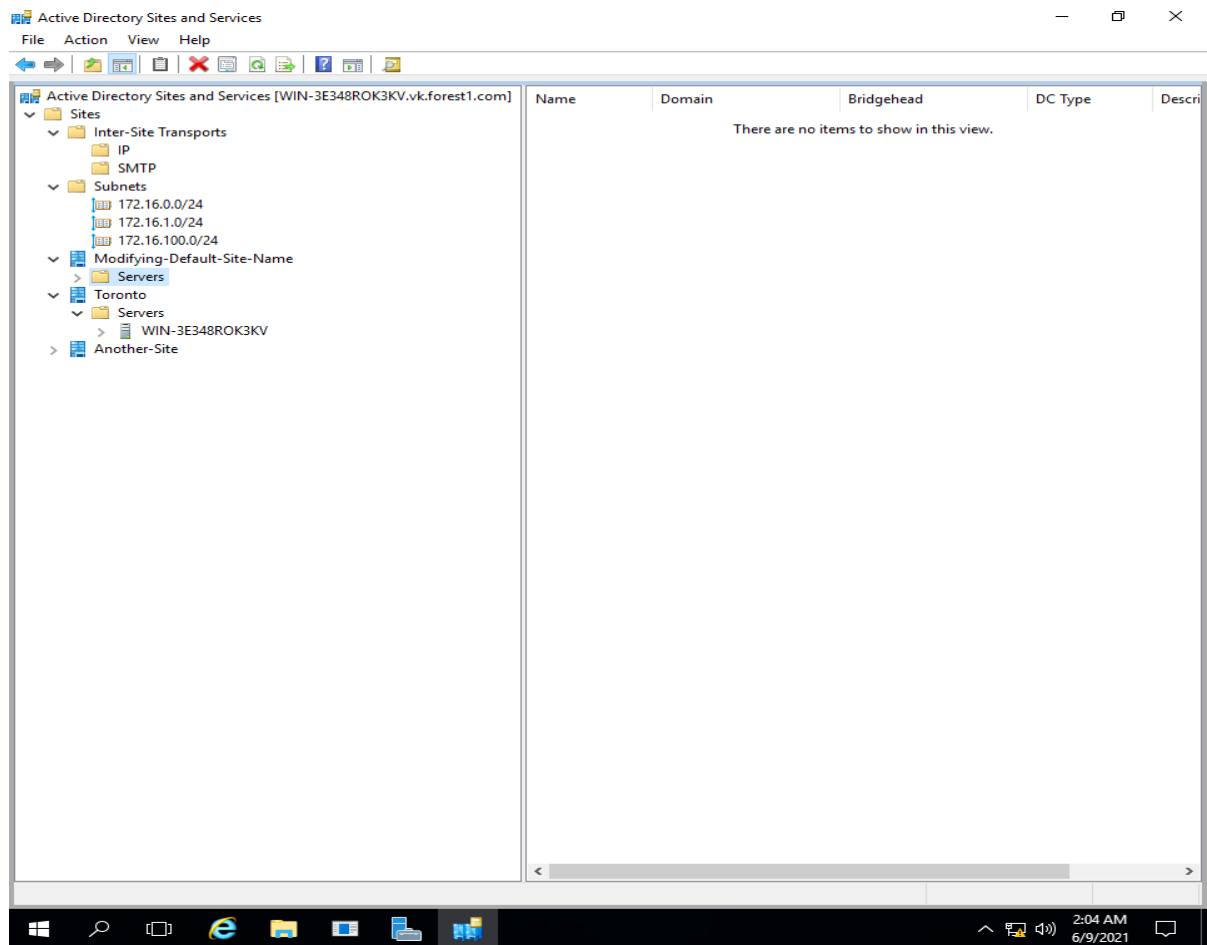 Active Directory Sites and Services
File Action View Help
Active Directory Sites and Services [WIN-3E348ROK3KV.vk.forest1.com]
Sites
Inter-Site Transports
IP
SMTP
Subnets
172.16.0.0/24
172.16.1.0/24
172.16.100.0/24
Modifying-Default-Site-Name
Servers
Toronto
Servers
WIN-3E348ROK3KV
Another-Site
Name Domain Bridgehead DC Type Descri
There are no items to show in this view.
2:04 AM
6/9/2021